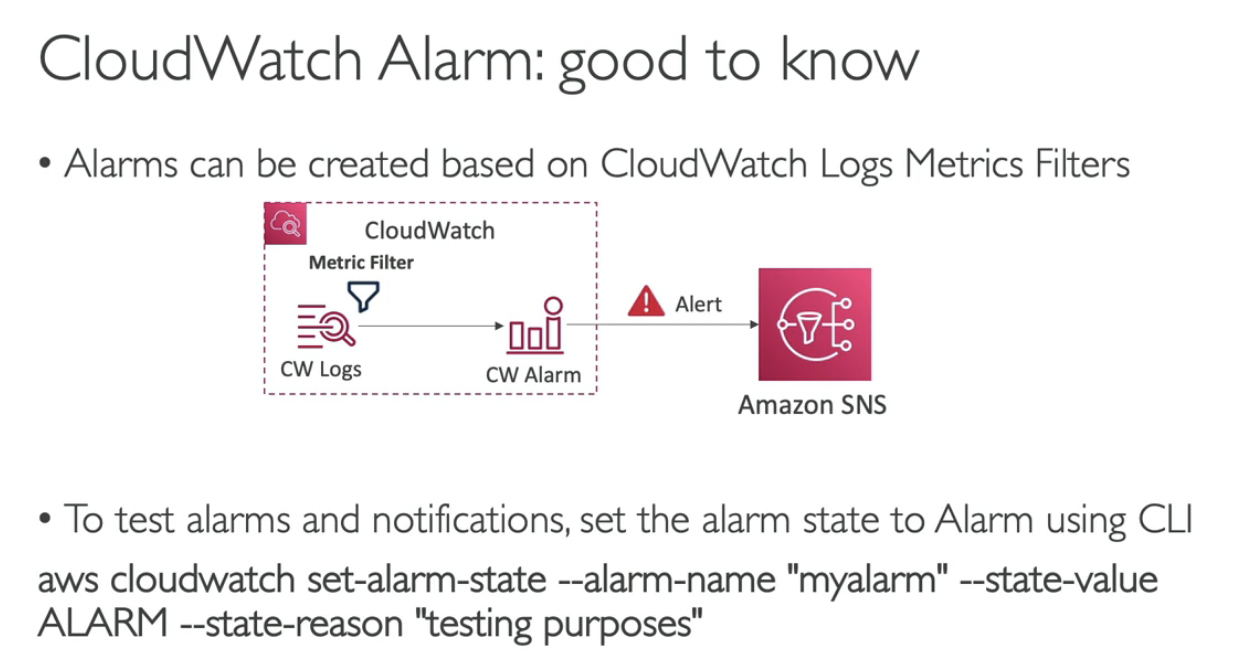 CloudWatch Alarm: good to know
• Alarms can be created based on CloudWatch Logs Metrics Filters
CloudWatch
Metric Filter
Alert
CW Logs
CW Alarm
Amazon SNS
• To test alarms and notifications, set the alarm state to Alarm using CLI
aws cloudwatch set-alarm-state --alarm-name "myalarm" --state-value
ALARM --state-reason "testing purposes"